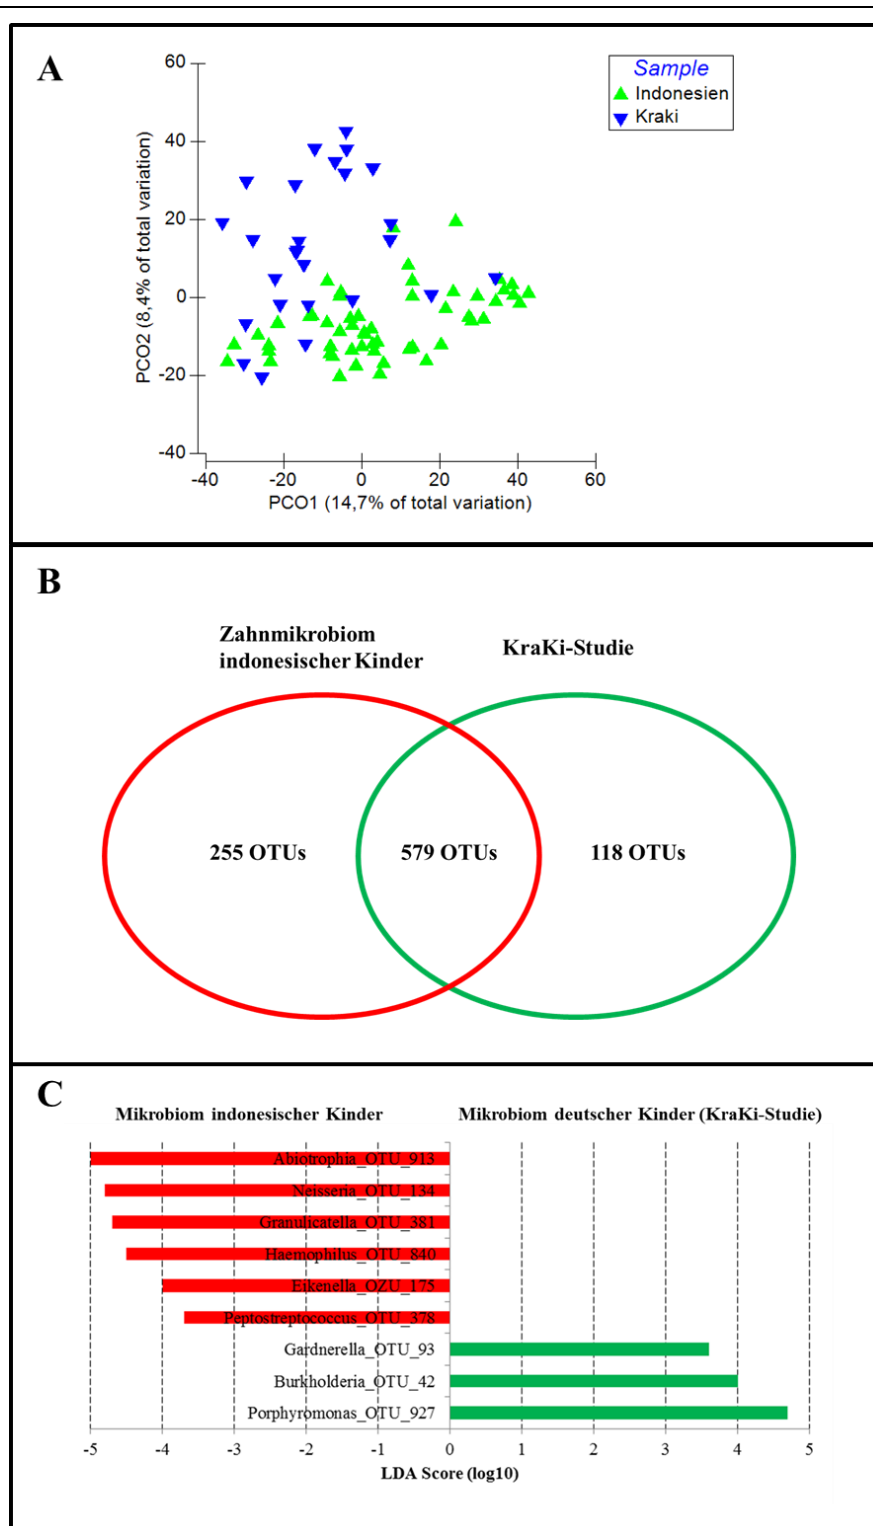 A
60
40
20
0
-20
-40
-40 -20 0 20 40 60
PCO2 (8,4% of total variation)
PCO1 (14,7% of total variation)
Sample
Indonesien
Kraki
B
Zahnmikrobiom
indonesischer Kinder
KraKi-Studie
255 OTUs
579 OTUs
118 OTUs
C
Mikrobiom indonesischer Kinder
Mikrobiom deutscher Kinder (KraKi-Studie)
Abiotrophia_OTU_913
Neisseria_OTU_134
Granulicatella_OTU_381
Haemophilus_OTU_840
Eikenella_OZU_175
Peptostreptococcus_OTU_378
Gardnerella_OTU_93
Burkholderia_OTU_42
Porphyromonas_OTU_927
-5 -4 -3 -2 -1 0 1 2 3 4 5
LDA Score (log10)